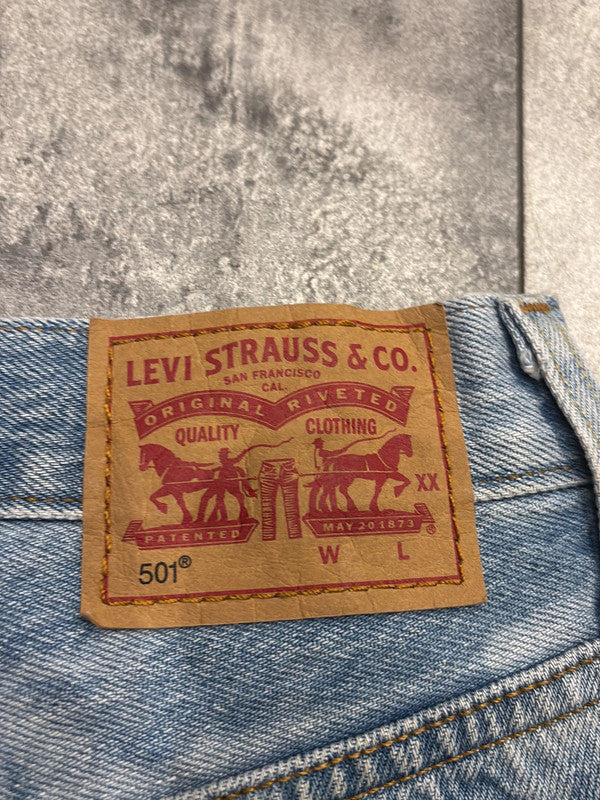 LEVI STRAUSS & CO.
SAN FRANCISCO
CAL.
ORIGINAL RIVETED
QUALITY CLOTHING
XX
PATENTED MAY 20 1873 ®
W L
501®